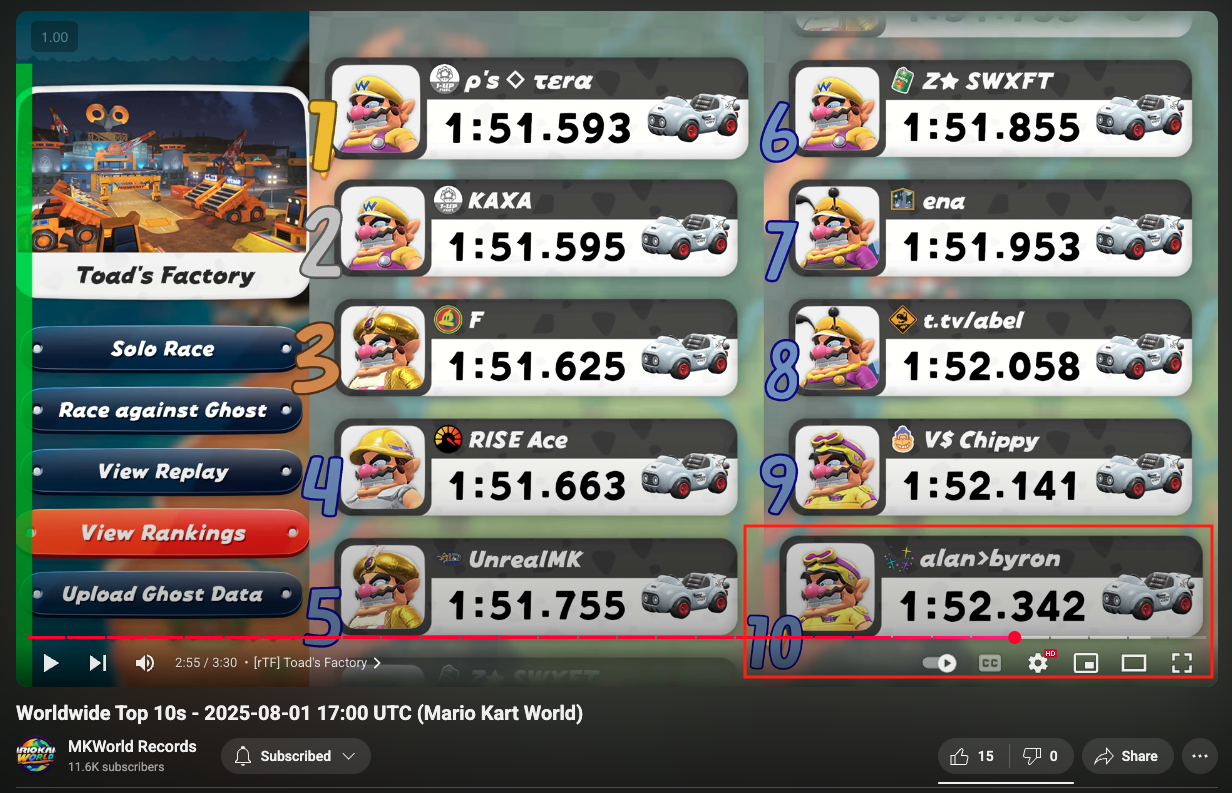 1.00
Toad's Factory
Solo Race
Race against Ghost
View Replay
View Rankings
Upload Ghost Data
1
ρ's ◇ τεrα
1:51.593
2
KAXA
1:51.595
3
F
1:51.625
4
RISE Ace
1:51.663
5
UnrealMK
1:51.755
6
Z★ SWXFT
1:51.855
7
ena
1:51.953
8
t.tv/abel
1:52.058
9
V$ Chippy
1:52.141
10
alan>byron
1:52.342
Z★ SWXFT
2:55 / 3:30 • [rTF] Toad's Factory >
CC
HD
Worldwide Top 10s - 2025-08-01 17:00 UTC (Mario Kart World)
MKWorld Records
11.6K subscribers
Subscribed
15
0
Share